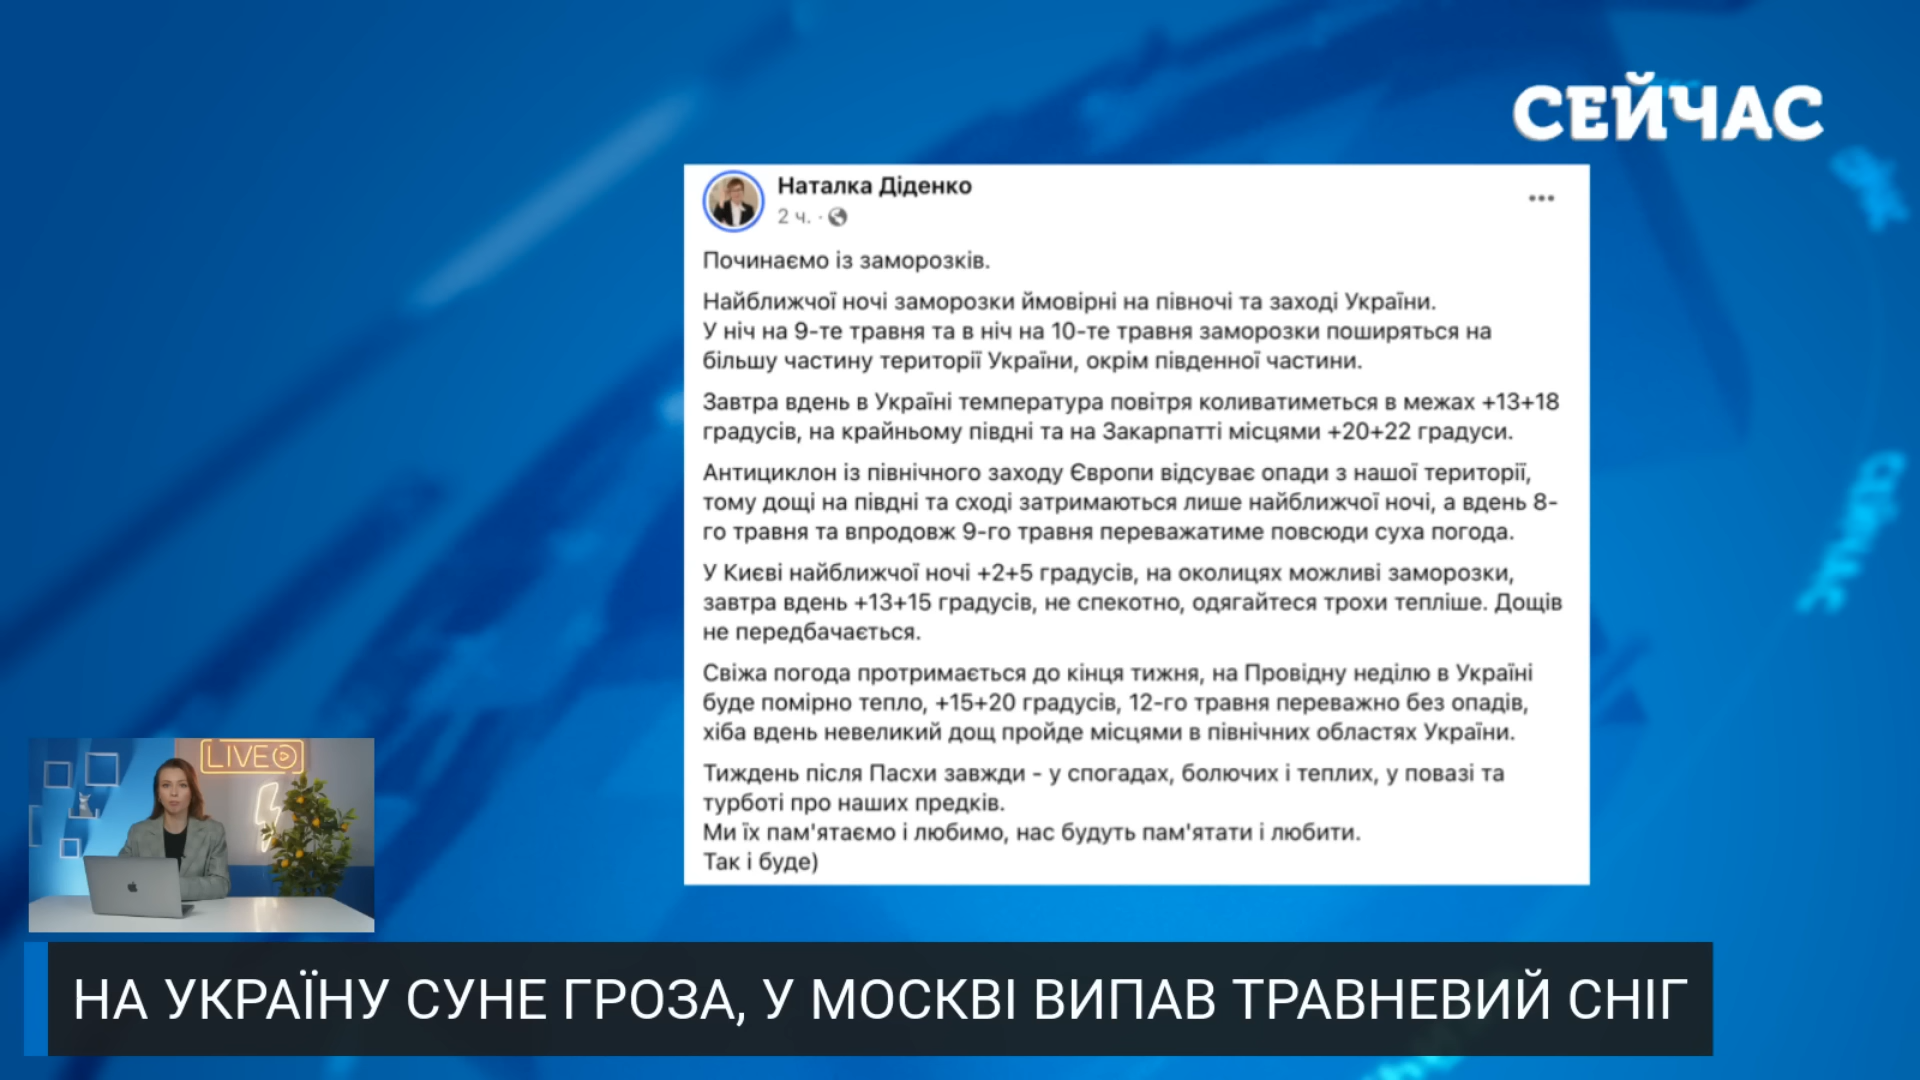 СЕЙЧАС
Наталка Діденко
2 ч. ·
Починаємо із заморозків.
Найближчої ночі заморозки ймовірні на півночі та заході України.
У ніч на 9-те травня та в ніч на 10-те травня заморозки поширяться на
більшу частину території України, окрім південної частини.
Завтра вдень в Україні температура повітря коливатиметься в межах +13+18
градусів, на крайньому півдні та на Закарпатті місцями +20+22 градуси.
Антициклон із північного заходу Європи відсуває опади з нашої території,
тому дощі на півдні та сході затримаються лише найближчої ночі, а вдень 8-
го травня та впродовж 9-го травня переважатиме повсюди суха погода.
У Києві найближчої ночі +2+5 градусів, на околицях можливі заморозки,
завтра вдень +13+15 градусів, не спекотно, одягайтеся трохи тепліше. Дощів
не передбачається.
Свіжа погода протримається до кінця тижня, на Провідну неділю в Україні
буде помірно тепло, +15+20 градусів, 12-го травня переважно без опадів,
хіба вдень невеликий дощ пройде місцями в північних областях України.
Тиждень після Пасхи завжди - у спогадах, болючих і теплих, у повазі та
турботі про наших предків.
Ми їх пам'ятаємо і любимо, нас будуть пам'ятати і любити.
Так і буде)
LIVE
НА УКРАЇНУ СУНЕ ГРОЗА, У МОСКВІ ВИПАВ ТРАВНЕВИЙ СНІГ